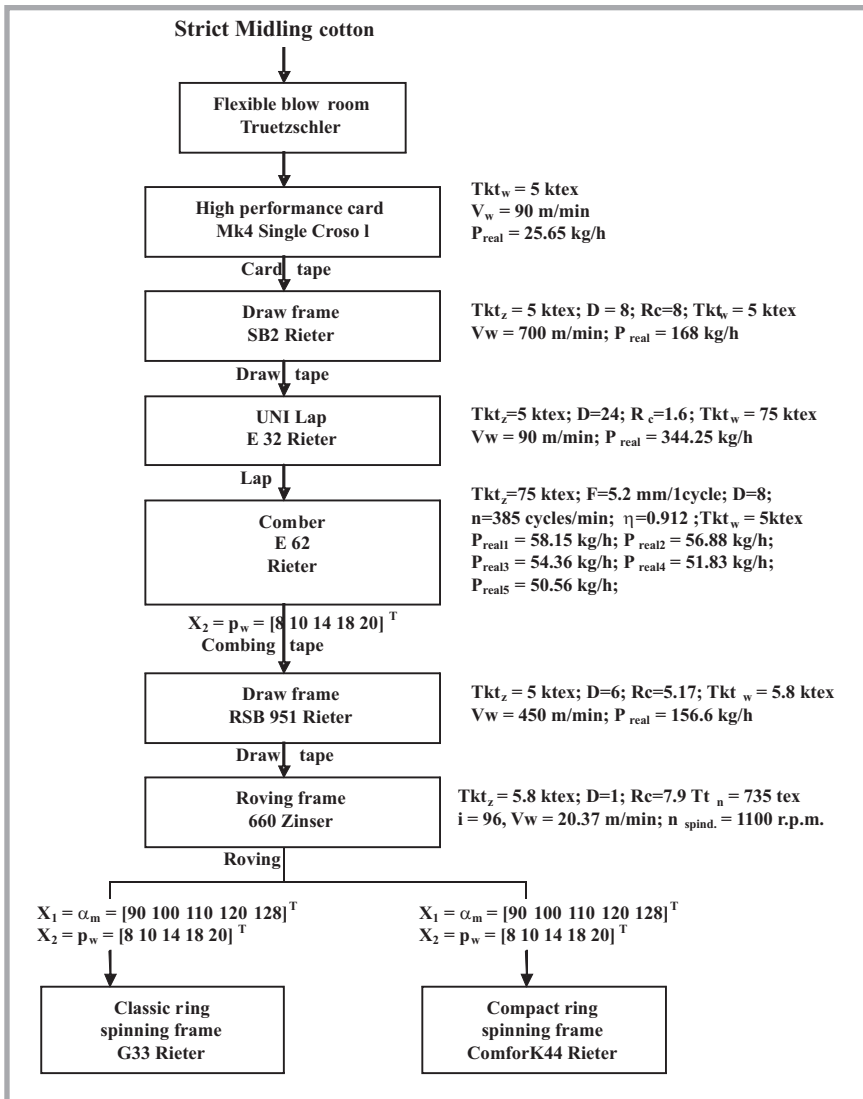 Strict Midling cotton
Flexible blow room
Truetzschler
High performance card
Mk4 Single Croso l
Tkt_w = 5 ktex
V_w = 90 m/min
P_real = 25.65 kg/h
Card tape
Draw frame
SB2 Rieter
Tkt_z = 5 ktex; D = 8; Rc=8; Tkt_w = 5 ktex
Vw = 700 m/min; P_real = 168 kg/h
Draw tape
UNI Lap
E 32 Rieter
Tkt_z=5 ktex; D=24; R_c=1.6; Tkt_w = 75 ktex
Vw = 90 m/min; P_real = 344.25 kg/h
Lap
Comber
E 62
Rieter
Tkt_z=75 ktex; F=5.2 mm/1cycle; D=8;
n=385 cycles/min; η=0.912 ;Tkt_w = 5ktex
P_real1 = 58.15 kg/h; P_real2 = 56.88 kg/h;
P_real3 = 54.36 kg/h; P_real4 = 51.83 kg/h;
P_real5 = 50.56 kg/h;
X_2 = p_w = [8 10 14 18 20]^T
Combing tape
Draw frame
RSB 951 Rieter
Tkt_z = 5 ktex; D=6; Rc=5.17; Tkt_w = 5.8 ktex
Vw = 450 m/min; P_real = 156.6 kg/h
Draw tape
Roving frame
660 Zinser
Tkt_z = 5.8 ktex; D=1; Rc=7.9 Tt_n = 735 tex
i = 96, Vw = 20.37 m/min; n_spind. = 1100 r.p.m.
Roving
X_1 = α_m = [90 100 110 120 128]^T
X_2 = p_w = [8 10 14 18 20]^T
Classic ring
spinning frame
G33 Rieter
X_1 = α_m = [90 100 110 120 128]^T
X_2 = p_w = [8 10 14 18 20]^T
Compact ring
spinning frame
ComforK44 Rieter